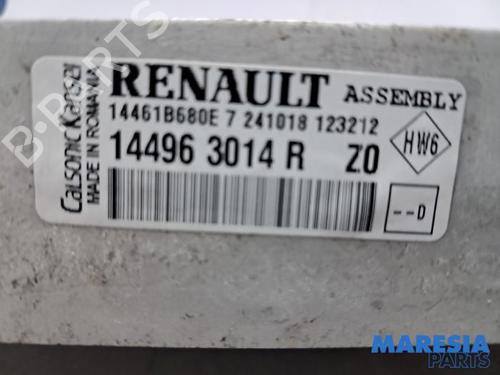 RENAULT ASSEMBLY
14461B680E 7 241018 123212
14496 3014 R Z0
HW6
--D
Calsonic Kansei
MADE IN ROMANIA
B-PARTS
MARESIA
PARTS